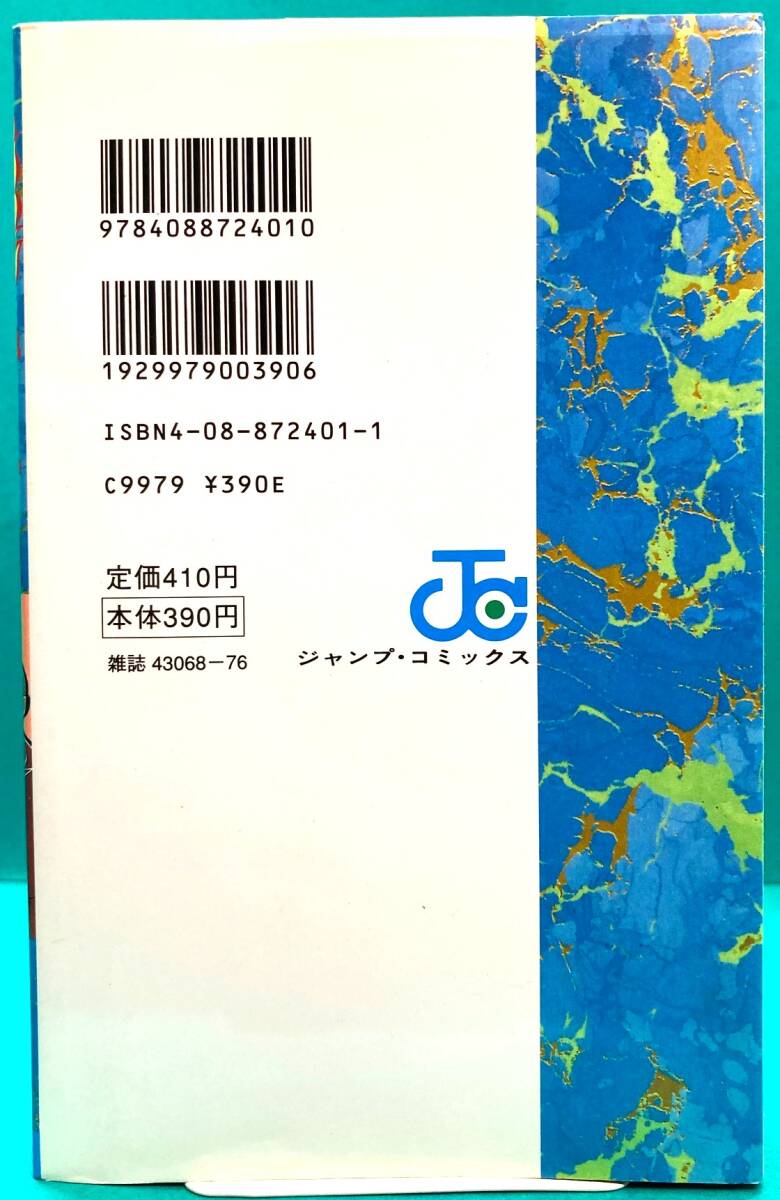 9784088724010
1929979003906
ISBN4-08-872401-1
C9979 ¥390E
定価410円
本体390円
雑誌 43068-76
JC
ジャンプ・コミックス